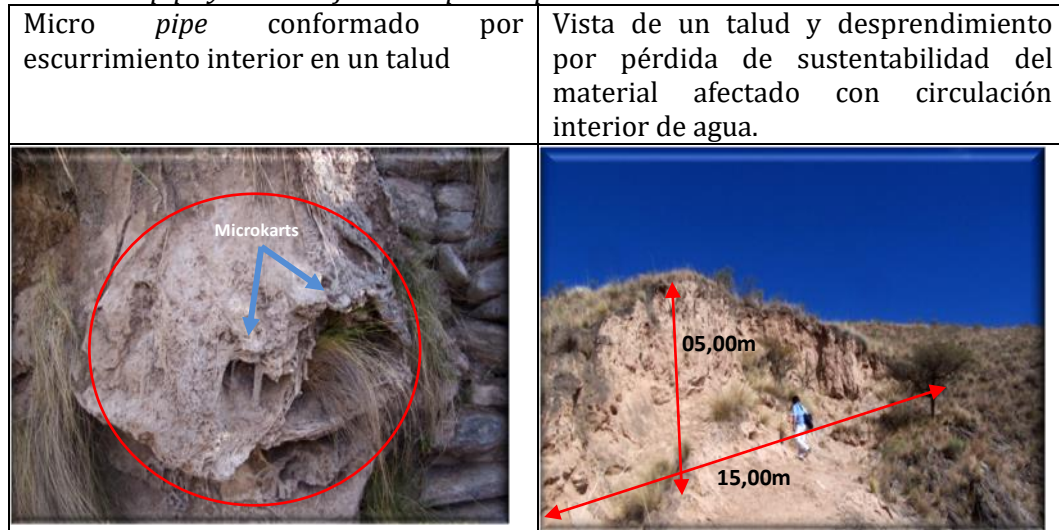 Micro pipe conformado por
escurrimiento interior en un talud
Vista de un talud y desprendimiento
por pérdida de sustentabilidad del
material afectado con circulación
interior de agua.
Microkarts
05,00m
15,00m